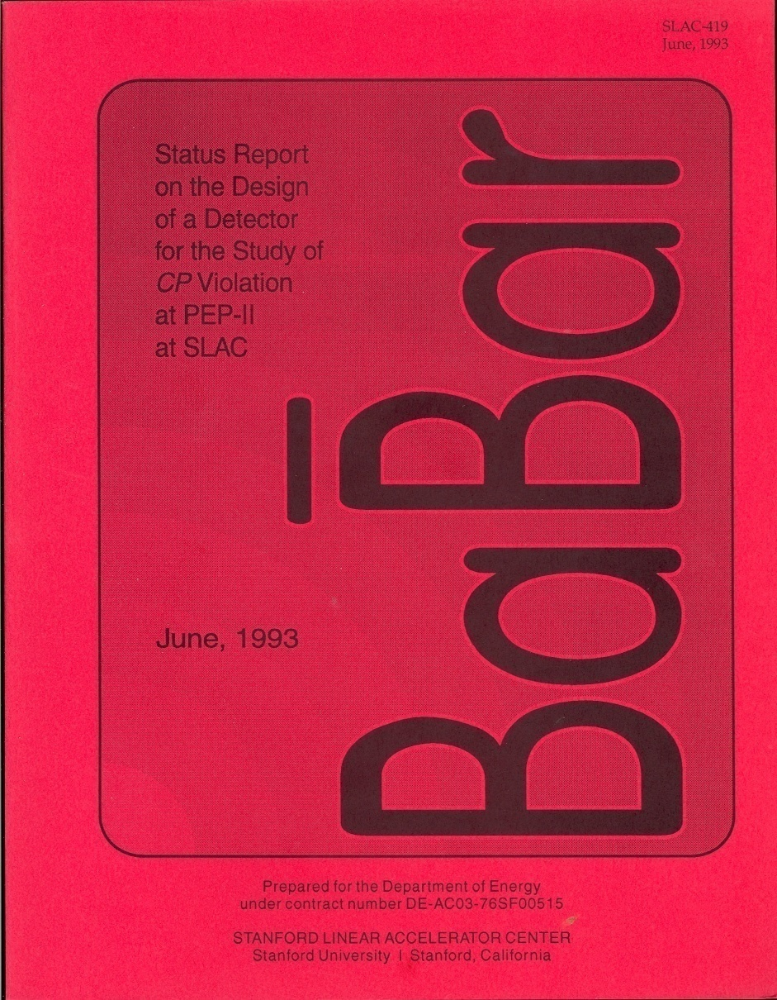 SLAC-419
June, 1993
Status Report
on the Design
of a Detector
for the Study of
CP Violation
at PEP-II
at SLAC
BaB̄ar
June, 1993
Prepared for the Department of Energy
under contract number DE-AC03-76SF00515
STANFORD LINEAR ACCELERATOR CENTER
Stanford University | Stanford, California